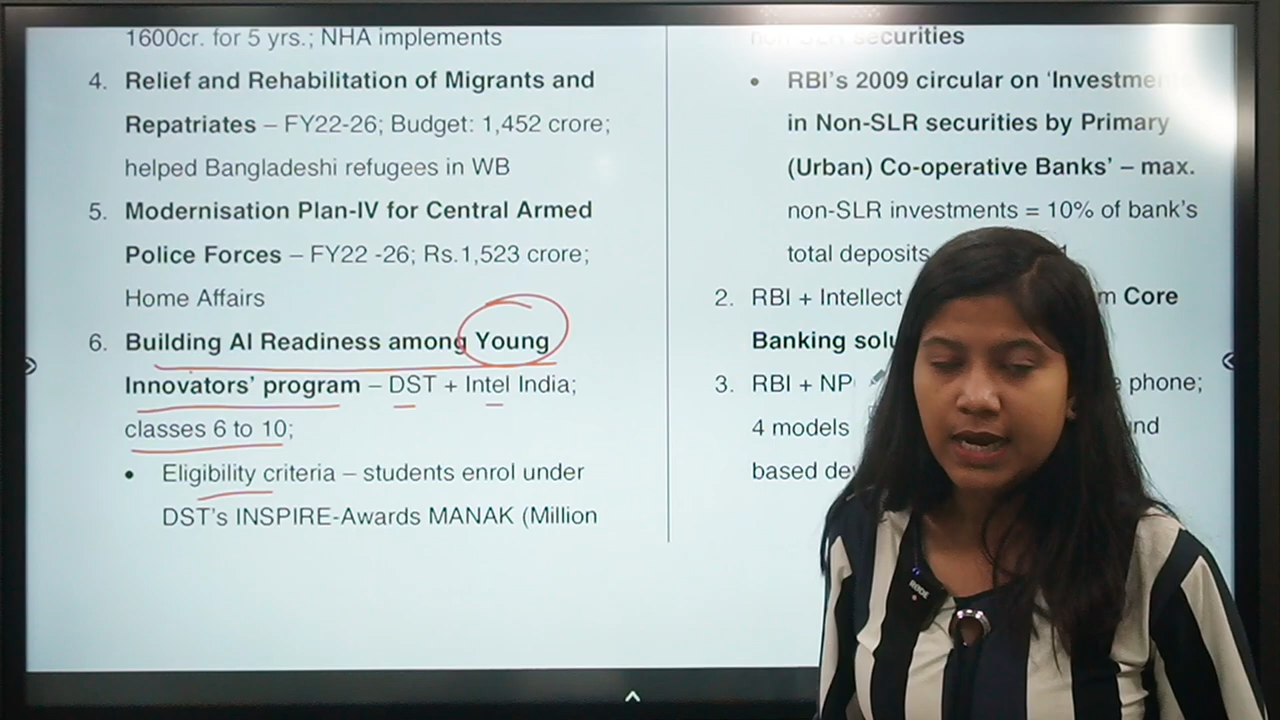 1600cr. for 5 yrs.; NHA implements
4. Relief and Rehabilitation of Migrants and
Repatriates – FY22-26; Budget: 1,452 crore;
helped Bangladeshi refugees in WB
5. Modernisation Plan-IV for Central Armed
Police Forces – FY22 -26; Rs.1,523 crore;
Home Affairs
6. Building AI Readiness among Young
Innovators’ program – DST + Intel India;
classes 6 to 10;
• Eligibility criteria – students enrol under
DST’s INSPIRE-Awards MANAK (Million
non-SLR securities
• RBI’s 2009 circular on ‘Investment
in Non-SLR securities by Primary
(Urban) Co-operative Banks’ – max.
non-SLR investments = 10% of bank’s
total deposits
2. RBI + Intellect Core
Banking
3. RBI + phone;
4 models
based
RODE